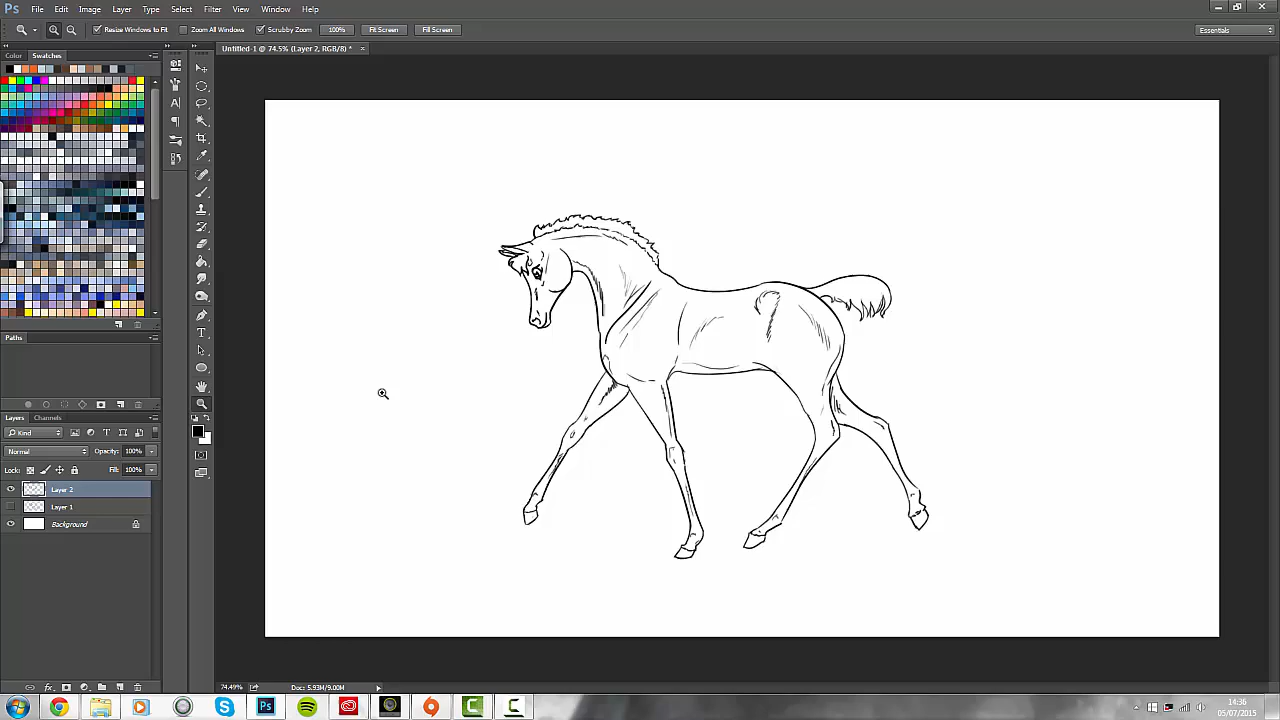 Ps File Edit Image Layer Type Select Filter View Window Help
Resize Windows to Fit Zoom All Windows Scrubby Zoom 100% Fit Screen Fill Screen Essentials
Color Swatches
Untitled-1 @ 74.5% (Layer 2, RGB/8) *
Paths
Layers Channels
Kind
Normal Opacity: 100%
Lock: Fill: 100%
Layer 2
Layer 1
Background
74.49% Doc: 5.93M/9.00M
14:36
05/07/2015